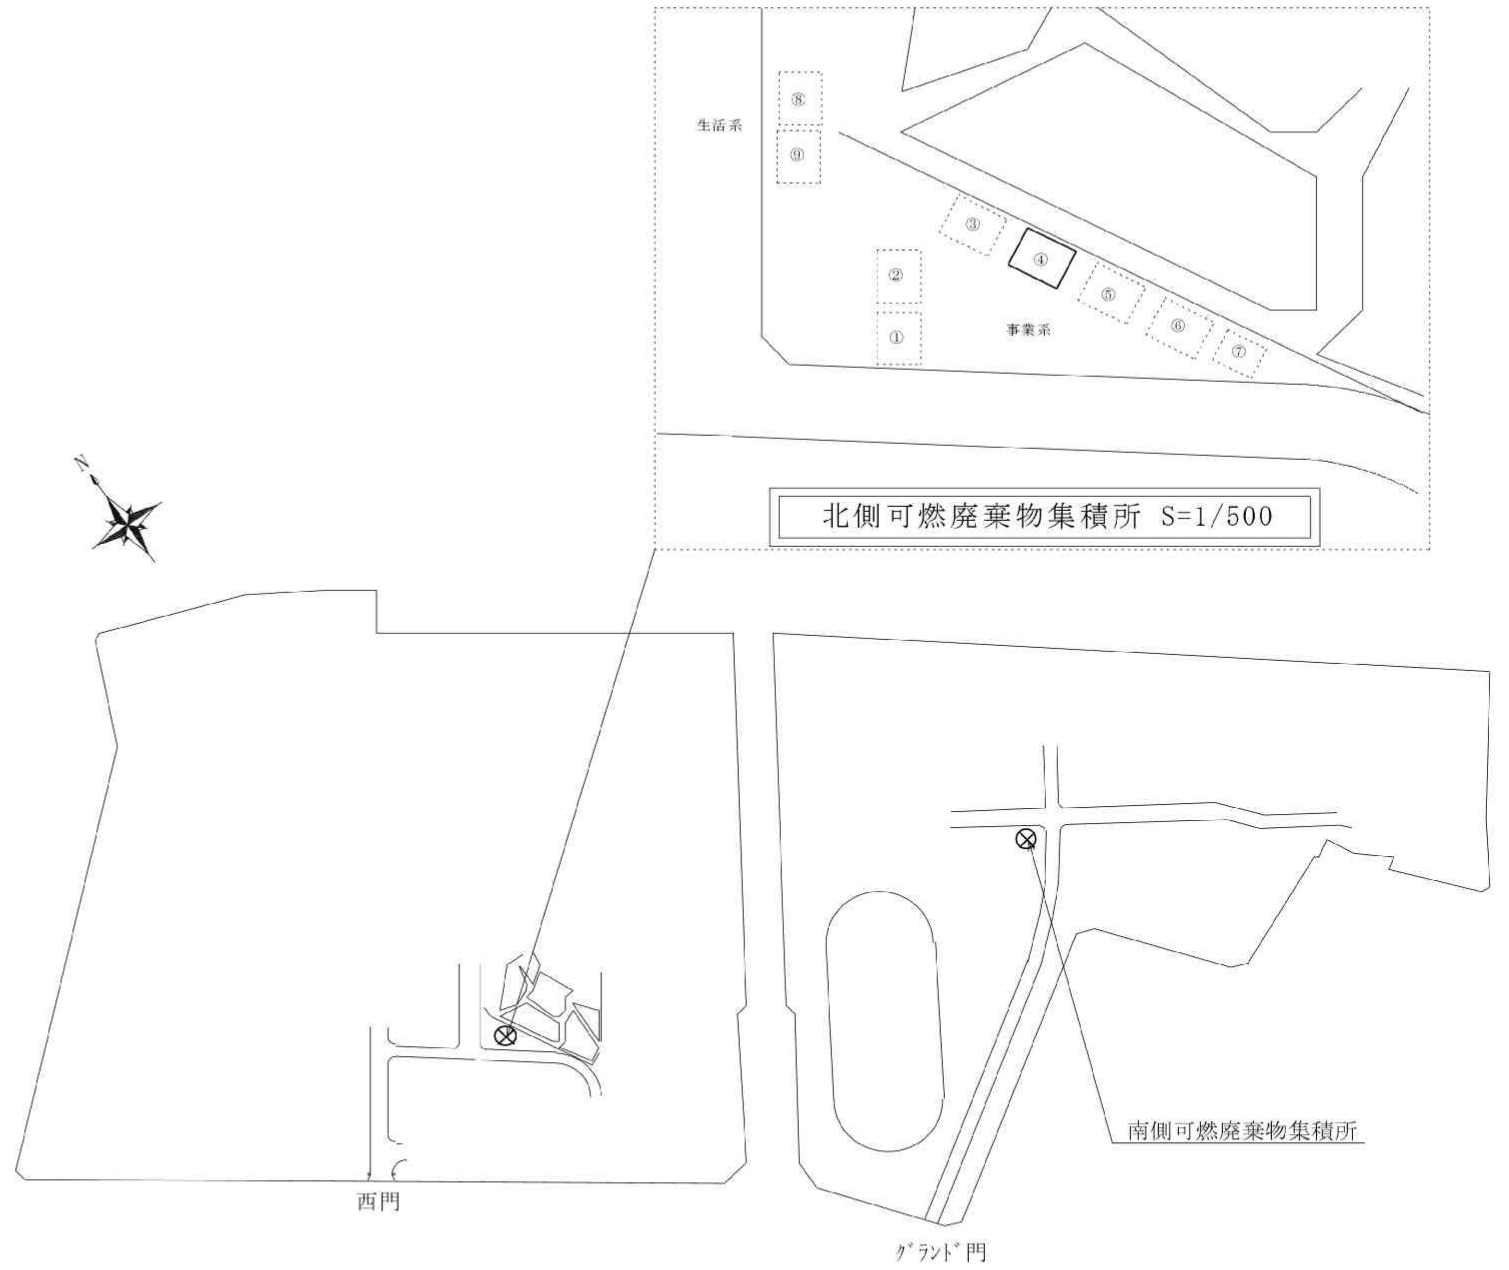 ⑧
生活系
⑨
③
④
②
⑤
事業系
⑥
①
⑦
N
北側可燃廃棄物集積所 S=1/500
南側可燃廃棄物集積所
西門
グランド門